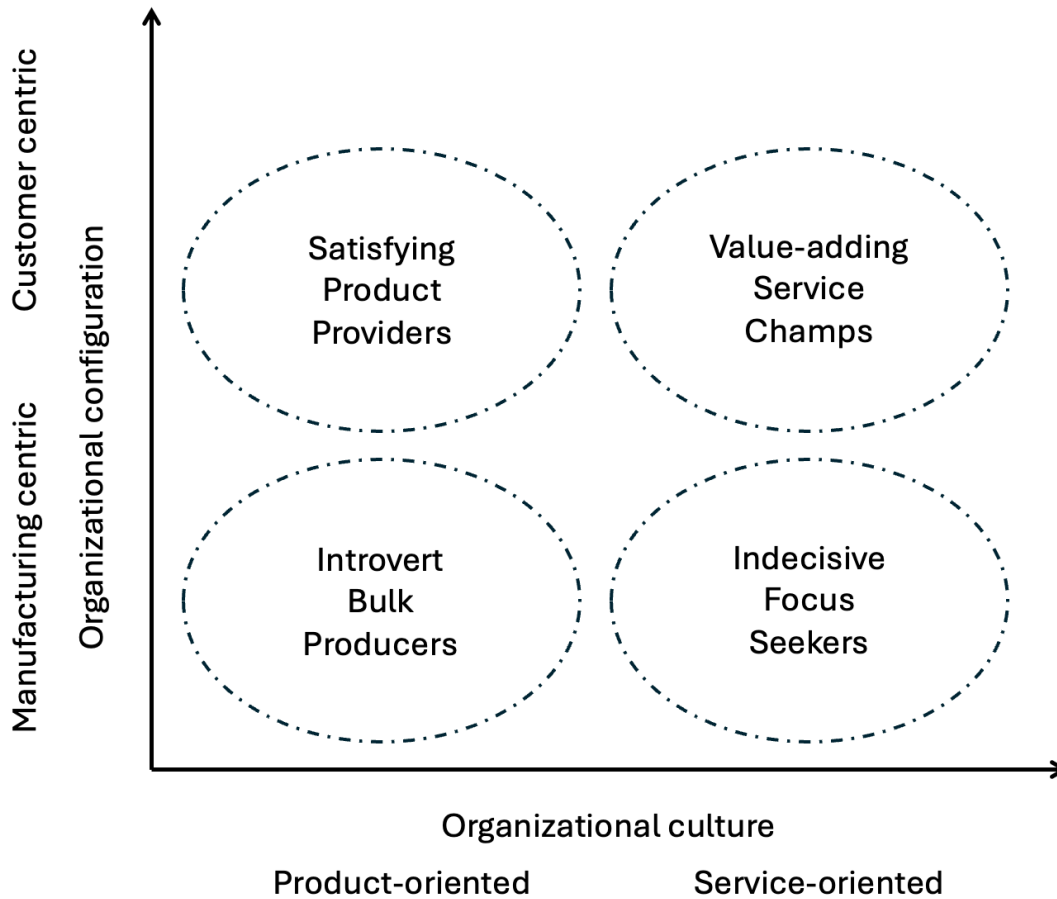 Customer centric
Manufacturing centric
Organizational configuration
Satisfying
Product
Providers
Value-adding
Service
Champs
Introvert
Bulk
Producers
Indecisive
Focus
Seekers
Organizational culture
Product-oriented
Service-oriented